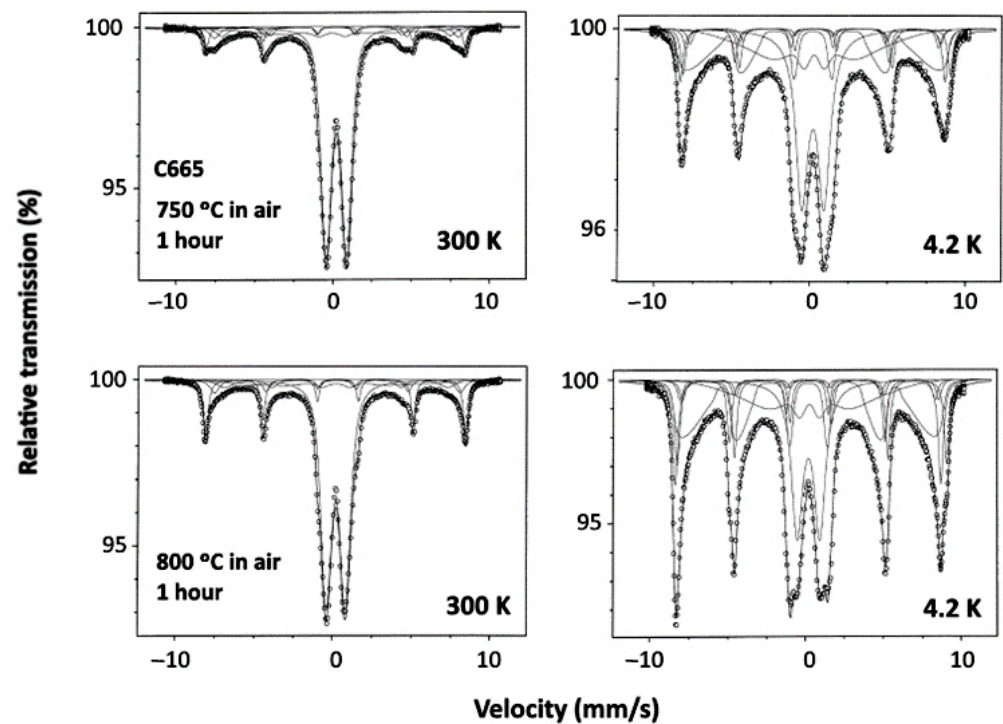 Relative transmission (%)
100
95
C665
750 °C in air
1 hour
300 K
−10
0
10
100
96
4.2 K
−10
0
10
100
95
800 °C in air
1 hour
300 K
−10
0
10
100
95
4.2 K
−10
0
10
Velocity (mm/s)